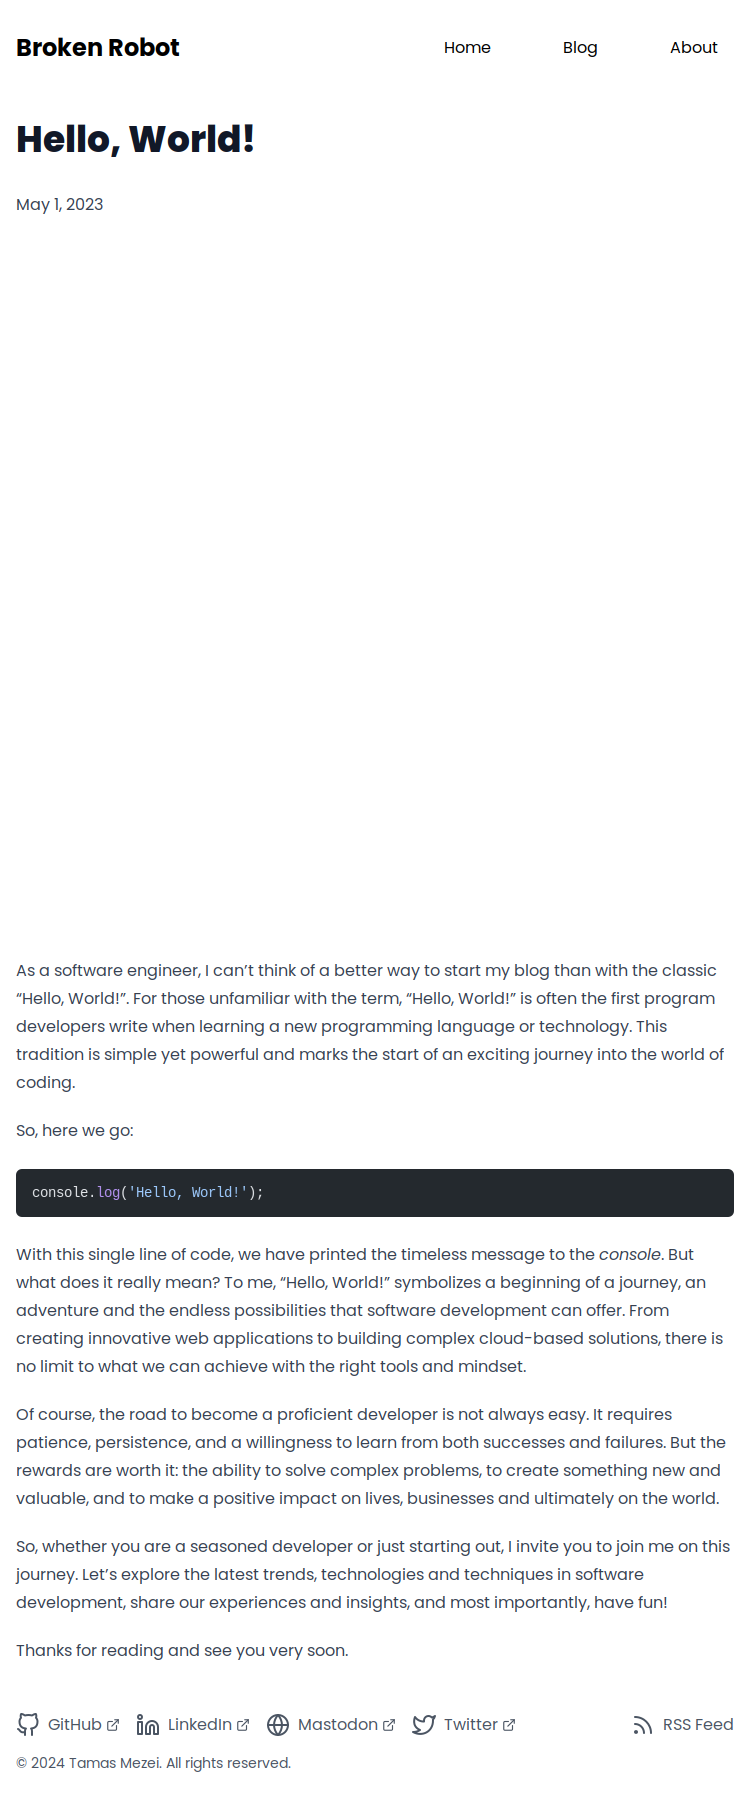 Broken Robot
Home
Blog
About
Hello, World!
May 1, 2023
As a software engineer, I can’t think of a better way to start my blog than with the classic
“Hello, World!”. For those unfamiliar with the term, “Hello, World!” is often the first program
developers write when learning a new programming language or technology. This
tradition is simple yet powerful and marks the start of an exciting journey into the world of
coding.
So, here we go:
console.log('Hello, World!');
With this single line of code, we have printed the timeless message to the console. But
what does it really mean? To me, “Hello, World!” symbolizes a beginning of a journey, an
adventure and the endless possibilities that software development can offer. From
creating innovative web applications to building complex cloud-based solutions, there is
no limit to what we can achieve with the right tools and mindset.
Of course, the road to become a proficient developer is not always easy. It requires
patience, persistence, and a willingness to learn from both successes and failures. But the
rewards are worth it: the ability to solve complex problems, to create something new and
valuable, and to make a positive impact on lives, businesses and ultimately on the world.
So, whether you are a seasoned developer or just starting out, I invite you to join me on this
journey. Let’s explore the latest trends, technologies and techniques in software
development, share our experiences and insights, and most importantly, have fun!
Thanks for reading and see you very soon.
GitHub
LinkedIn
Mastodon
Twitter
RSS Feed
© 2024 Tamas Mezei. All rights reserved.